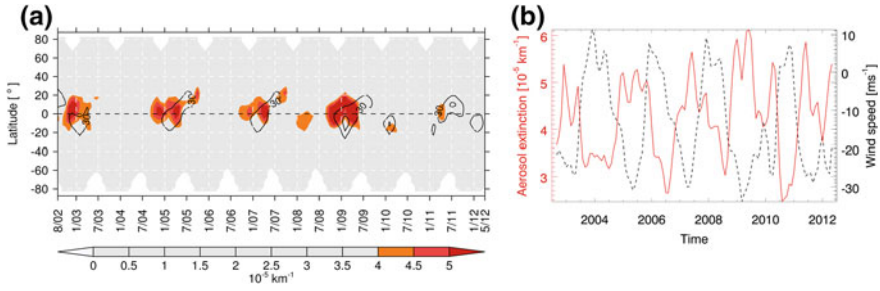 (a)
80
60
40
20
0
-20
-40
-60
-80
Latitude [ ° ]
30
30
30
30
8/02 1/03 7/03 1/04 7/04 1/05 7/05 1/06 7/06 1/07 7/07 1/08 7/08 1/09 7/09 1/10 7/10 1/11 7/11 1/12 5/12
0 0.5 1 1.5 2 2.5 3 3.5 4 4.5 5
10⁻⁵ km⁻¹
(b)
6
5
4
3
Aerosol extinction [10⁻⁵ km⁻¹]
10
0
-10
-20
-30
Wind speed [ms⁻¹]
2004 2006 2008 2010 2012
Time